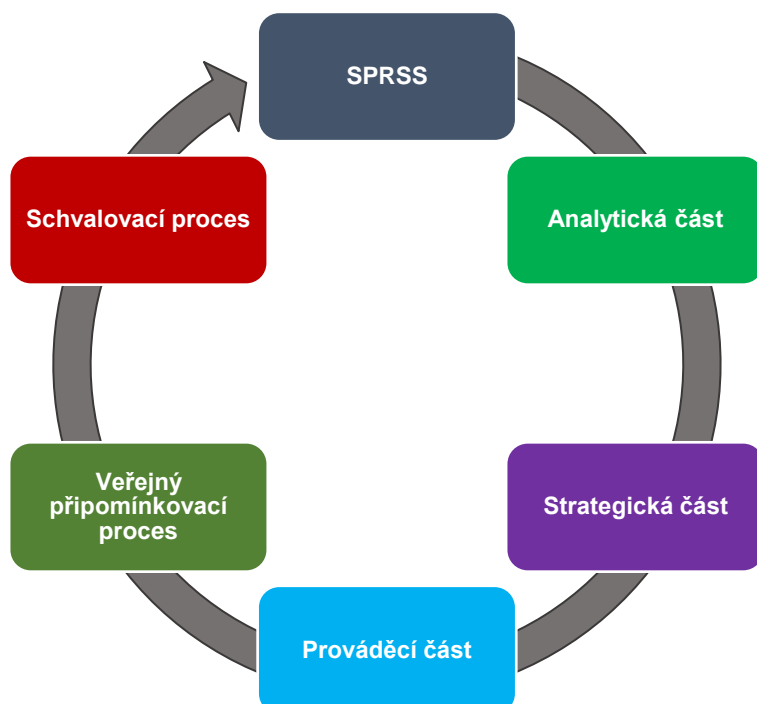 SPRSS
Analytická část
Strategická část
Prováděcí část
Veřejný
připomínkovací
proces
Schvalovací proces